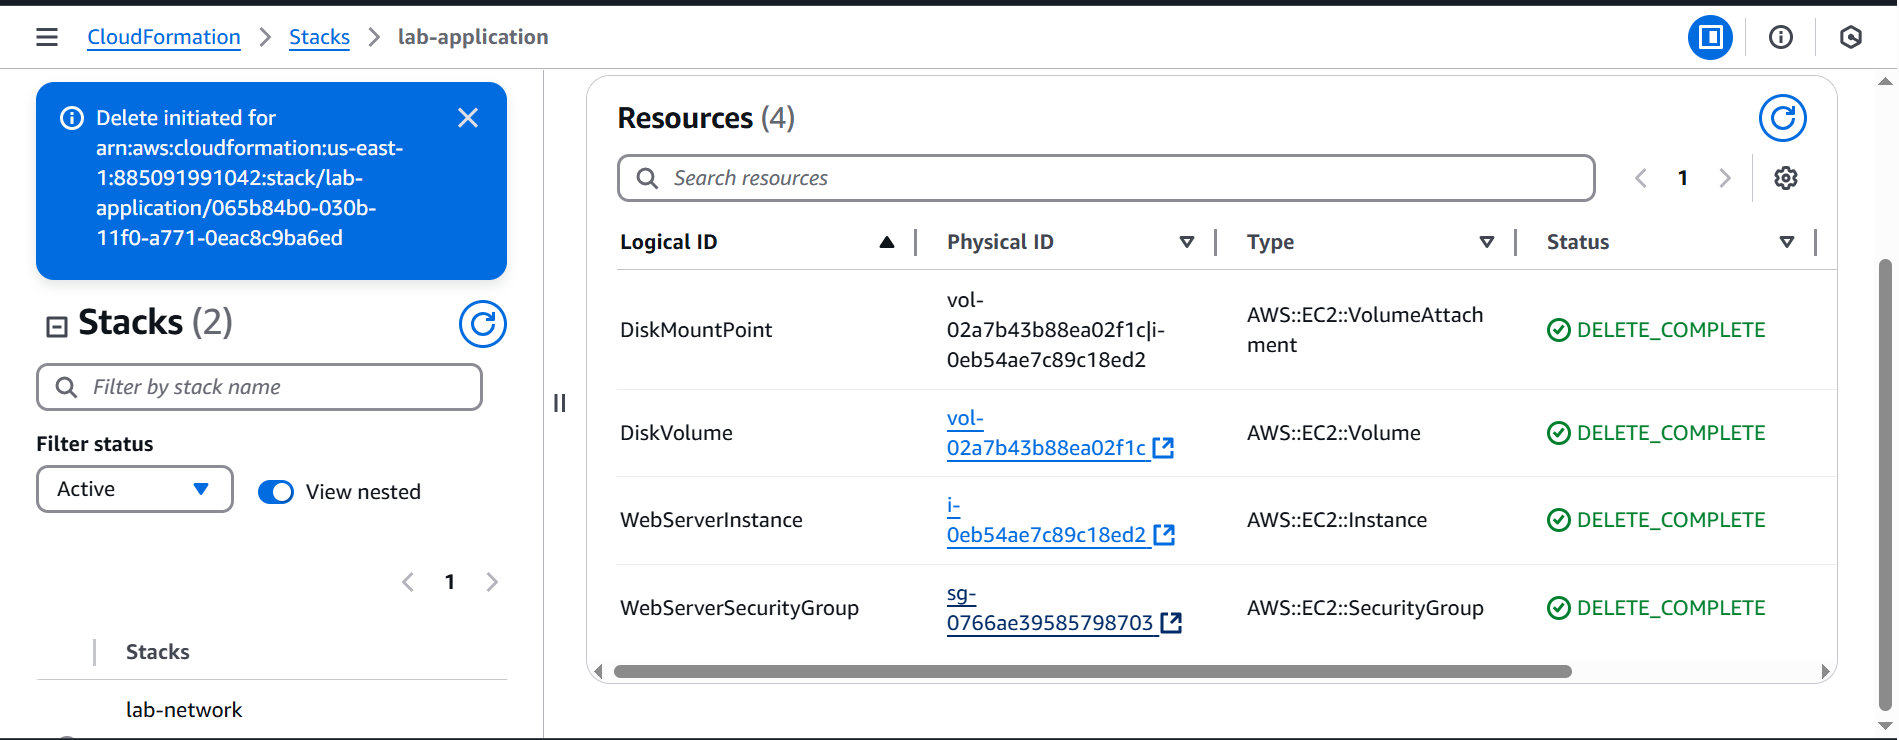 CloudFormation > Stacks > lab-application
Delete initiated for
arn:aws:cloudformation:us-east-
1:885091991042:stack/lab-
application/065b84b0-030b-
11f0-a771-0eac8c9ba6ed
Stacks (2)
Filter by stack name
Filter status
Active
View nested
1
Stacks
lab-network
Resources (4)
Search resources
1
Logical ID Physical ID Type Status
DiskMountPoint vol-
02a7b43b88ea02f1c|i-
0eb54ae7c89c18ed2 AWS::EC2::VolumeAttach
ment DELETE_COMPLETE
DiskVolume vol-
02a7b43b88ea02f1c AWS::EC2::Volume DELETE_COMPLETE
WebServerInstance i-
0eb54ae7c89c18ed2 AWS::EC2::Instance DELETE_COMPLETE
WebServerSecurityGroup sg-
0766ae39585798703 AWS::EC2::SecurityGroup DELETE_COMPLETE